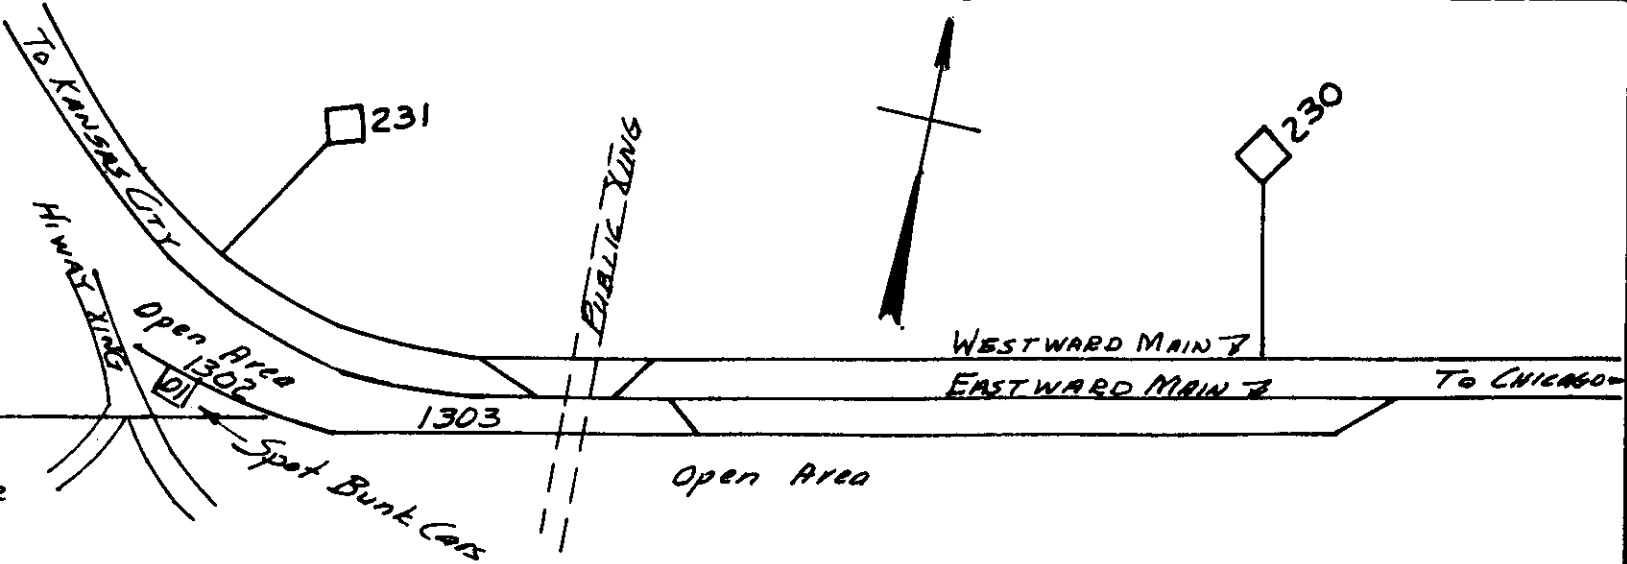 To KANSAS CITY
231
230
PUBLIC XING
HIWAY XING
Open Area
1302
01
WESTWARD MAIN
EASTWARD MAIN
To CHICAGO
1303
Spot Bunk Cars
Open Area